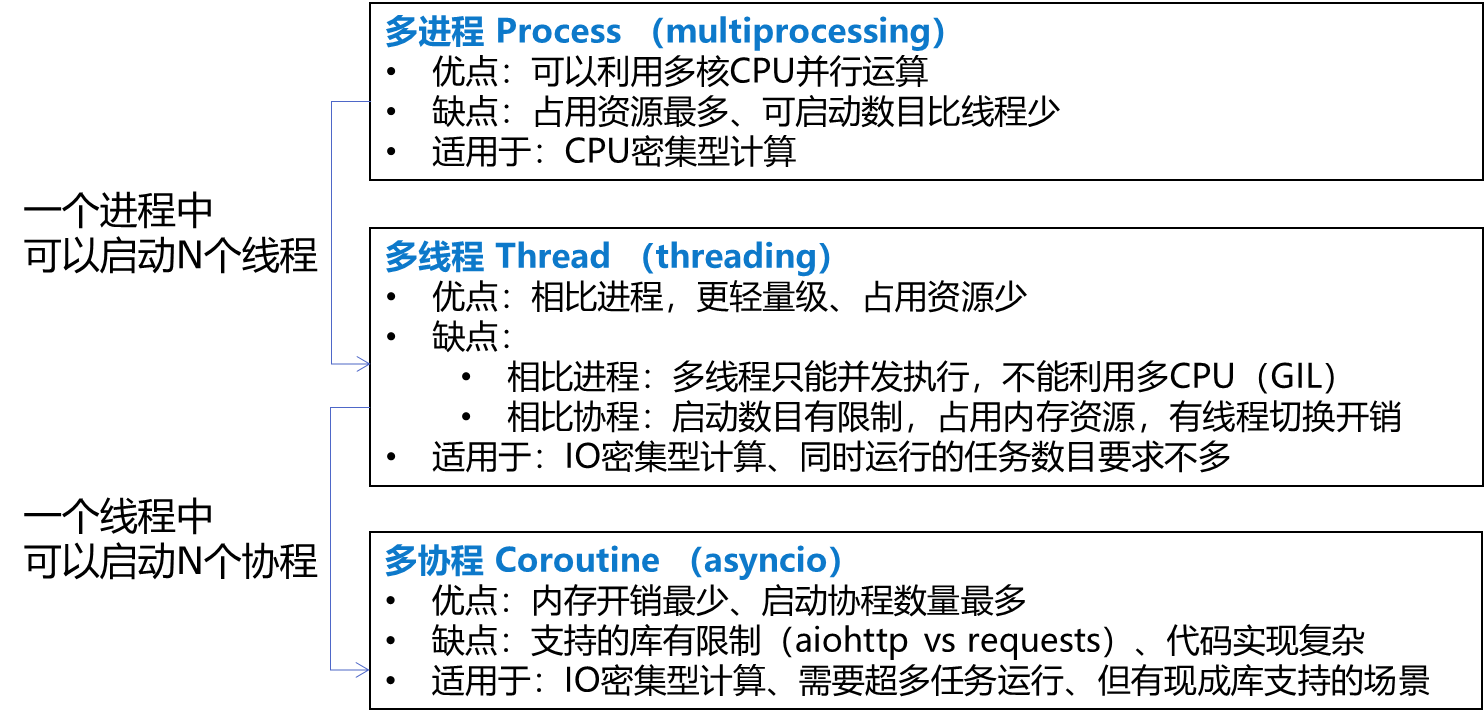 多进程 Process （multiprocessing）
• 优点：可以利用多核CPU并行运算
• 缺点：占用资源最多、可启动数目比线程少
• 适用于：CPU密集型计算
一个进程中
可以启动N个线程
多线程 Thread （threading）
• 优点：相比进程，更轻量级、占用资源少
• 缺点：
• 相比进程：多线程只能并发执行，不能利用多CPU（GIL）
• 相比协程：启动数目有限制，占用内存资源，有线程切换开销
• 适用于：IO密集型计算、同时运行的任务数目要求不多
一个线程中
可以启动N个协程
多协程 Coroutine （asyncio）
• 优点：内存开销最少、启动协程数量最多
• 缺点：支持的库有限制（aiohttp vs requests）、代码实现复杂
• 适用于：IO密集型计算、需要超多任务运行、但有现成库支持的场景